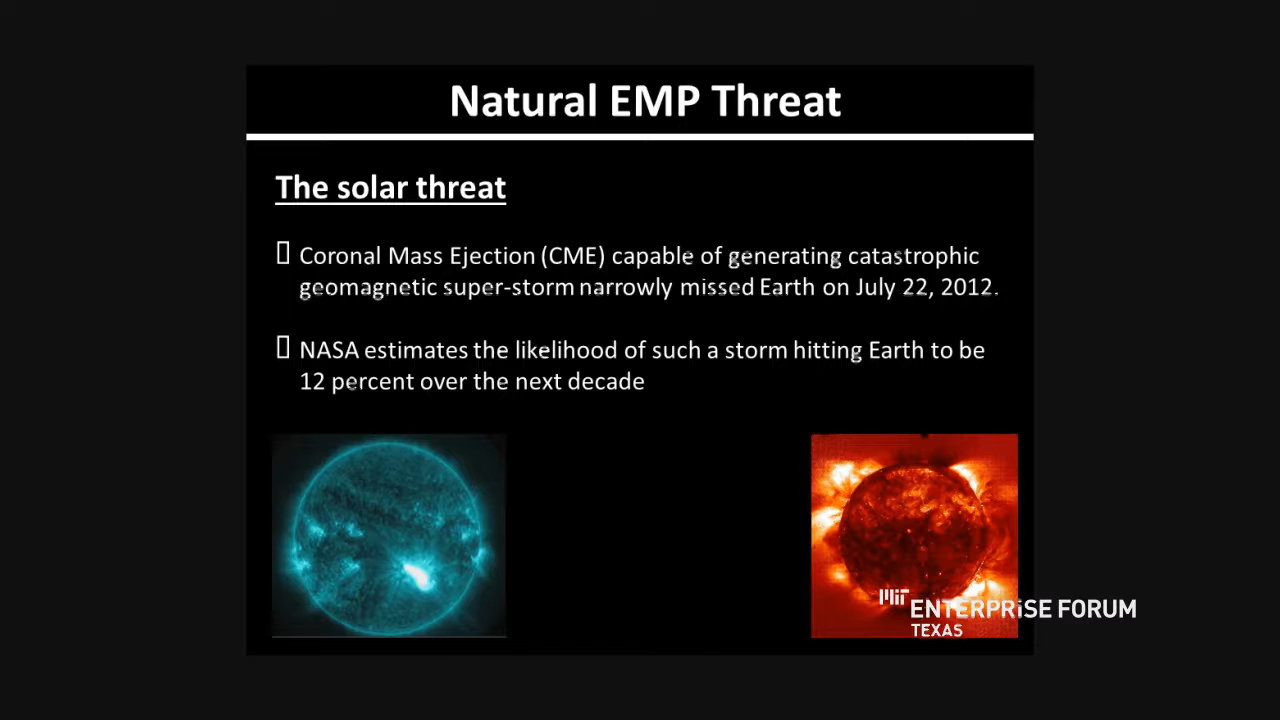 Natural EMP Threat
The solar threat
Coronal Mass Ejection (CME) capable of generating catastrophic
geomagnetic super-storm narrowly missed Earth on July 22, 2012.
NASA estimates the likelihood of such a storm hitting Earth to be
12 percent over the next decade
MIT
ENTERPRiSE FORUM
TEXAS